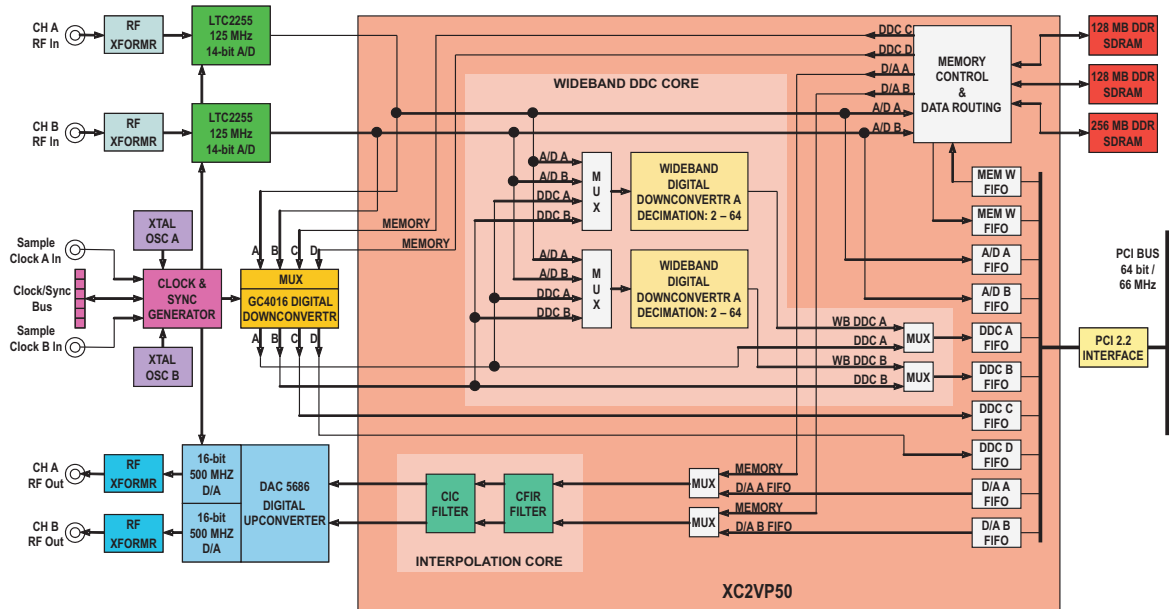 CH A
RF In
RF
XFORMR
LTC2255
125 MHz
14-bit A/D
CH B
RF In
RF
XFORMR
LTC2255
125 MHz
14-bit A/D
XTAL
OSC A
Sample
Clock A In
Clock/Sync
Bus
Sample
Clock B In
CLOCK &
SYNC
GENERATOR
XTAL
OSC B
A
B
C
D
MEMORY
MEMORY
MUX
GC4016 DIGITAL
DOWNCONVERTR
A
B
C
D
CH A
RF Out
RF
XFORMR
16-bit
500 MHZ
D/A
CH B
RF Out
RF
XFORMR
16-bit
500 MHZ
D/A
DAC 5686
DIGITAL
UPCONVERTER
WIDEBAND DDC CORE
A/D A
A/D B
DDC A
DDC B
M
U
X
WIDEBAND
DIGITAL
DOWNCONVERTR A
DECIMATION: 2 – 64
A/D A
A/D B
DDC A
DDC B
M
U
X
WIDEBAND
DIGITAL
DOWNCONVERTR A
DECIMATION: 2 – 64
WB DDC A
DDC A
MUX
WB DDC B
DDC B
MUX
DDC C
DDC D
D/A A
D/A B
A/D A
A/D B
MEMORY
CONTROL
&
DATA ROUTING
128 MB DDR
SDRAM
128 MB DDR
SDRAM
256 MB DDR
SDRAM
MEM W
FIFO
MEM W
FIFO
A/D A
FIFO
A/D B
FIFO
DDC A
FIFO
DDC B
FIFO
DDC C
FIFO
DDC D
FIFO
D/A A
FIFO
D/A B
FIFO
PCI BUS
64 bit /
66 MHz
PCI 2.2
INTERFACE
CIC
FILTER
CFIR
FILTER
INTERPOLATION CORE
MUX
MEMORY
D/A A FIFO
MUX
MEMORY
D/A B FIFO
XC2VP50